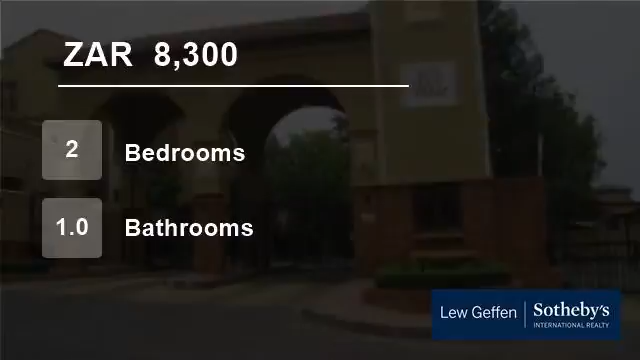 ZAR 8,300
2 Bedrooms
1.0 Bathrooms
Lew Geffen Sotheby's
INTERNATIONAL REALTY